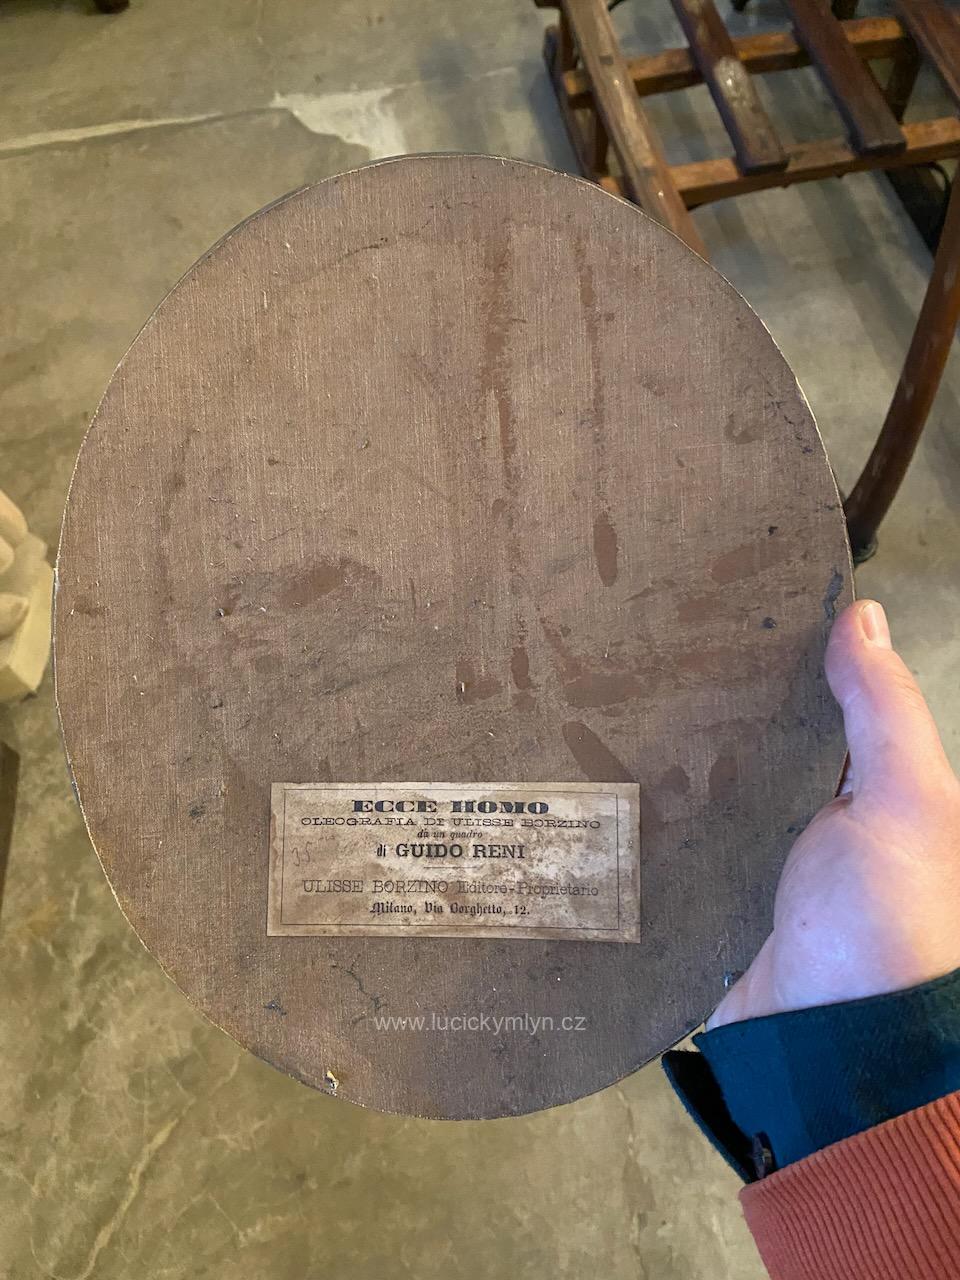 ECCE HOMO
OLEOGRAFIA DI ULISSE BORZINO
da un quadro
di GUIDO RENI
35
ULISSE BORZINO Editore-Proprietario
Milano, Via Borghetto, 12.
www.lucickymlyn.cz